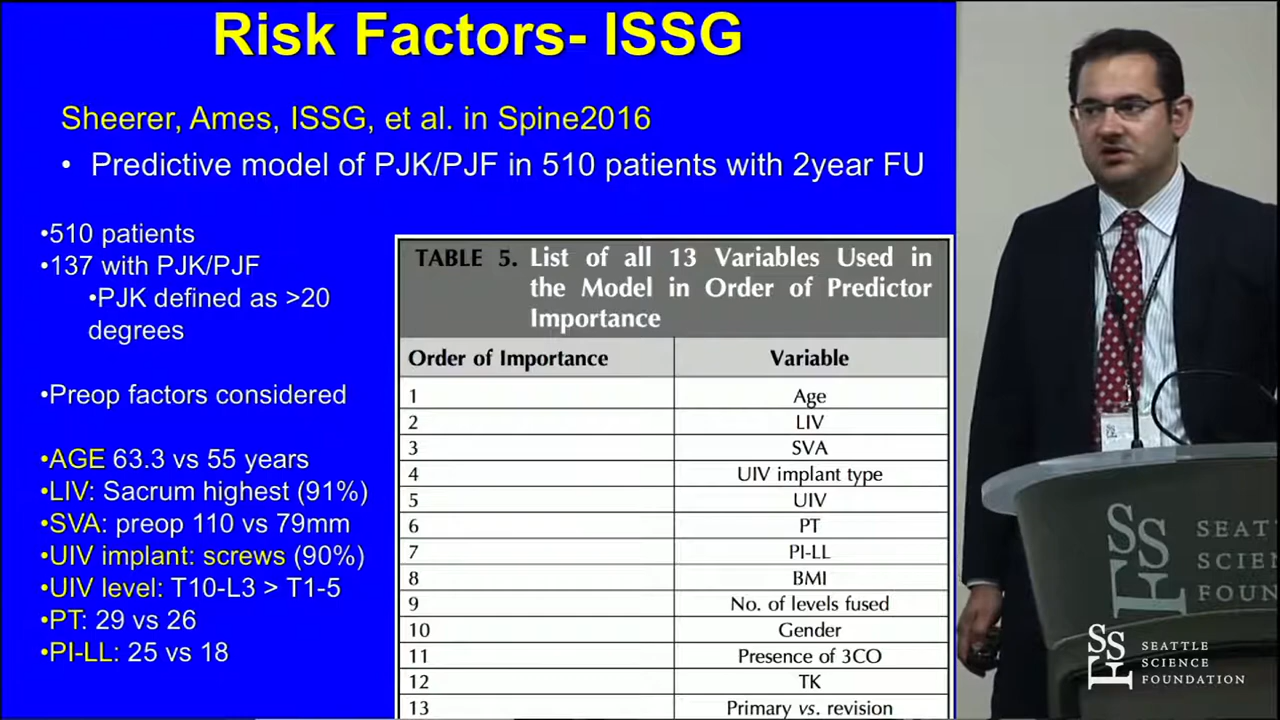 Risk Factors- ISSG
Sheerer, Ames, ISSG, et al. in Spine2016
• Predictive model of PJK/PJF in 510 patients with 2year FU
•510 patients
•137 with PJK/PJF
•PJK defined as >20
degrees
•Preop factors considered
•AGE 63.3 vs 55 years
•LIV: Sacrum highest (91%)
•SVA: preop 110 vs 79mm
•UIV implant: screws (90%)
•UIV level: T10-L3 > T1-5
•PT: 29 vs 26
•PI-LL: 25 vs 18
TABLE 5. List of all 13 Variables Used in
the Model in Order of Predictor
Importance
Order of Importance Variable
1 Age
2 LIV
3 SVA
4 UIV implant type
5 UIV
6 PT
7 PI-LL
8 BMI
9 No. of levels fused
10 Gender
11 Presence of 3CO
12 TK
13 Primary vs. revision
SSF
SEAT
SCIEN
FOUN
SSF
SEATTLE
SCIENCE
FOUNDATION